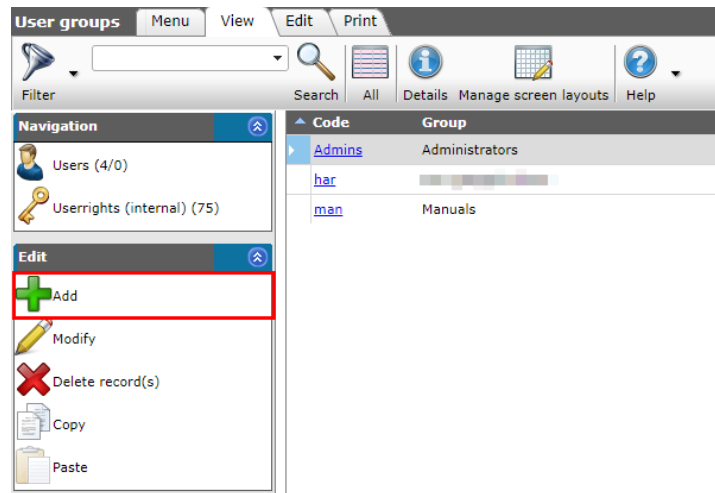 User groups Menu View Edit Print
Filter Search All Details Manage screen layouts Help
Navigation
Users (4/0)
Userrights (internal) (75)
Edit
Add
Modify
Delete record(s)
Copy
Paste
Code Group
Admins Administrators
har
man Manuals